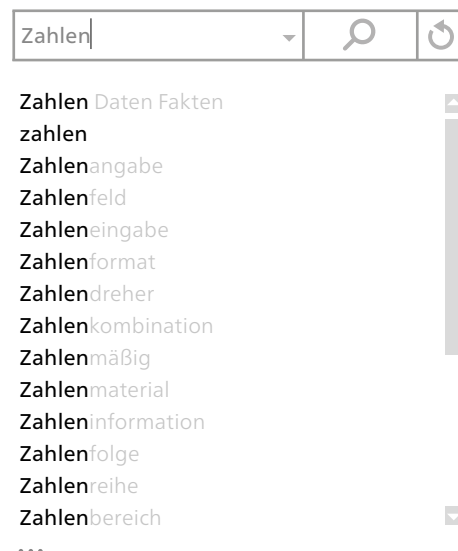 Zahlen
Zahlen Daten Fakten
zahlen
Zahlenangabe
Zahlenfeld
Zahleneingabe
Zahlenformat
Zahlendreher
Zahlenkombination
Zahlenmäßig
Zahlenmaterial
Zahleninformation
Zahlenfolge
Zahlenreihe
Zahlenbereich
...